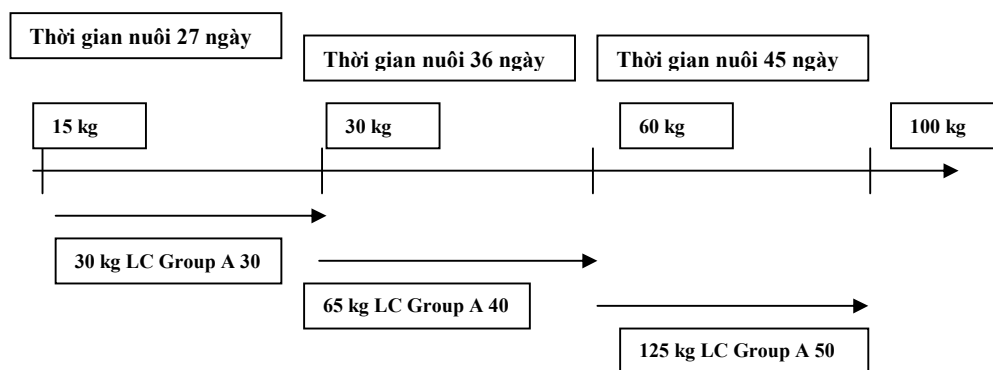 Thời gian nuôi 27 ngày
Thời gian nuôi 36 ngày
Thời gian nuôi 45 ngày
15 kg
30 kg
60 kg
100 kg
30 kg LC Group A 30
65 kg LC Group A 40
125 kg LC Group A 50